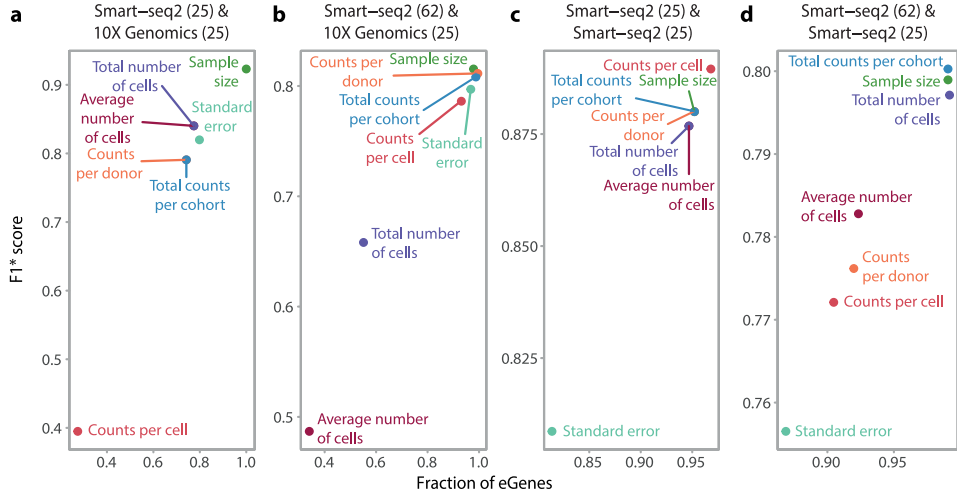 a
Smart−seq2 (25) &
10X Genomics (25)
b
Smart−seq2 (62) &
10X Genomics (25)
c
Smart−seq2 (25) &
Smart−seq2 (25)
d
Smart−seq2 (62) &
Smart−seq2 (25)
F1* score
0.9
0.8
0.7
0.6
0.5
0.4
Total number
of cells
Sample size
Average
number
of cells
Standard
error
Counts
per donor
Total counts
per cohort
Counts per cell
0.4
0.6
0.8
1.0
0.8
0.7
0.6
0.5
Counts per
donor
Sample size
Total counts
per cohort
Counts
per cell
Standard
error
Total number
of cells
Average number
of cells
0.4
0.6
0.8
1.0
0.875
0.850
0.825
Counts per cell
Total counts
per cohort
Sample
size
Counts per
donor
Total number
of cells
Average number
of cells
Standard error
0.85
0.90
0.95
0.80
0.79
0.78
0.77
0.76
Total counts per cohort
Sample size
Total number
of cells
Average number
of cells
Counts
per donor
Counts per cell
Standard error
0.90
0.95
Fraction of eGenes